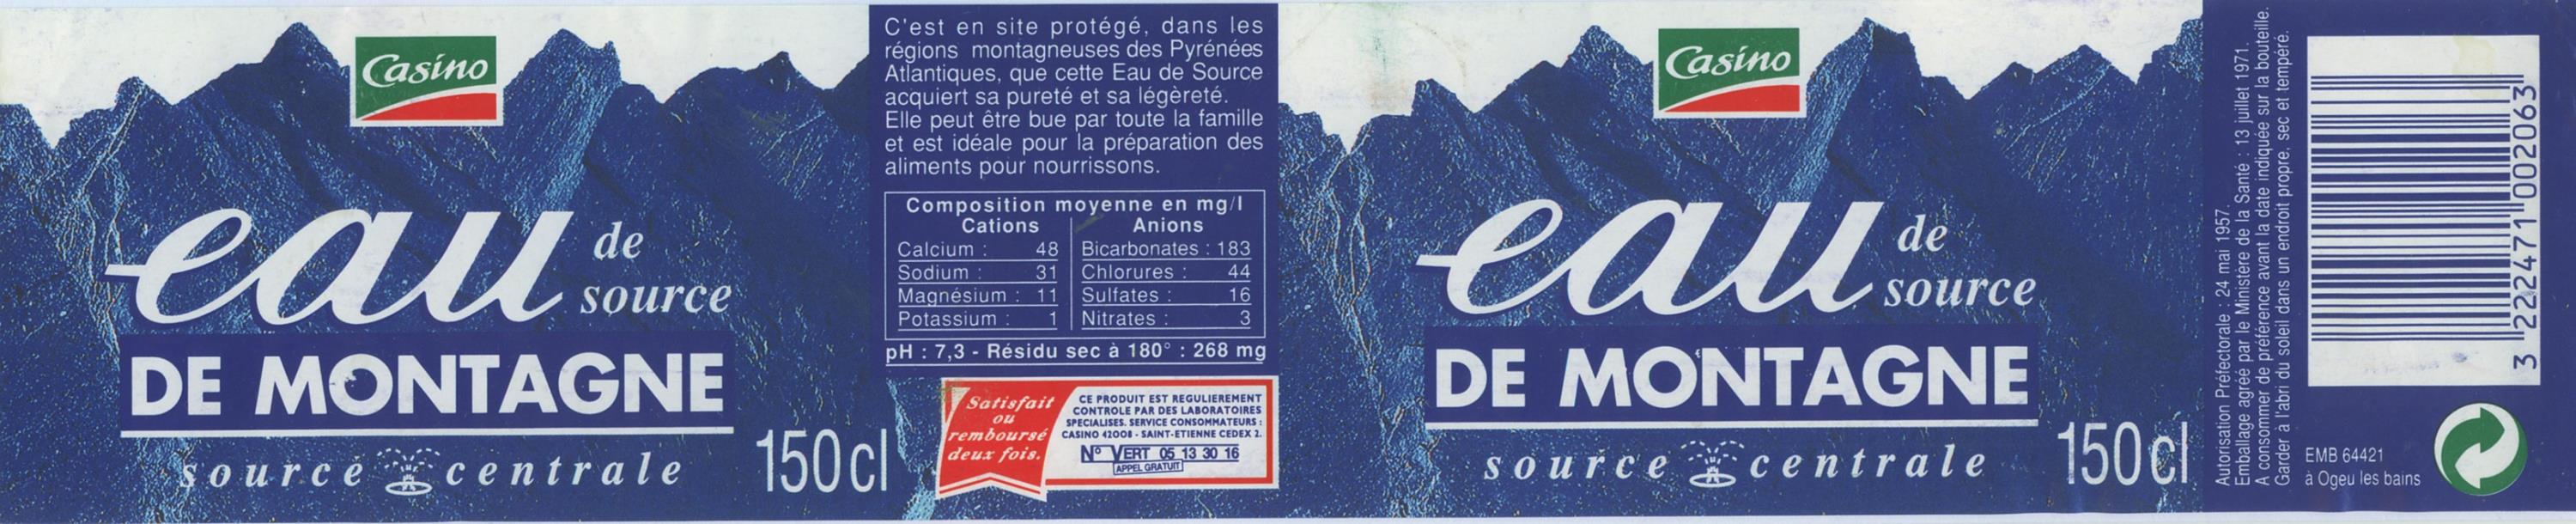 Casino
eau de
source
DE MONTAGNE
source centrale
150cl
C'est en site protégé, dans les
régions montagneuses des Pyrénées
Atlantiques, que cette Eau de Source
acquiert sa pureté et sa légèreté.
Elle peut être bue par toute la famille
et est idéale pour la préparation des
aliments pour nourrissons.
Composition moyenne en mg/l
Cations Anions
Calcium : 48 Bicarbonates : 183
Sodium : 31 Chlorures : 44
Magnésium : 11 Sulfates : 16
Potassium : 1 Nitrates : 3
pH : 7,3 - Résidu sec à 180° : 268 mg
Satisfait
ou
remboursé
deux fois.
CE PRODUIT EST REGULIEREMENT
CONTROLE PAR DES LABORATOIRES
SPECIALISES. SERVICE CONSOMMATEURS :
CASINO 42008 - SAINT-ETIENNE CEDEX 2.
N° VERT 05 13 30 16
APPEL GRATUIT
Casino
eau de
source
DE MONTAGNE
source centrale
150cl
Autorisation Préfectorale : 24 mai 1957.
Emballage agréé par le Ministère de la Santé : 13 juillet 1971.
A consommer de préférence avant la date indiquée sur la bouteille.
Garder à l'abri du soleil dans un endroit propre, sec et tempéré.
3 222471 002063
EMB 64421
à Ogeu les bains